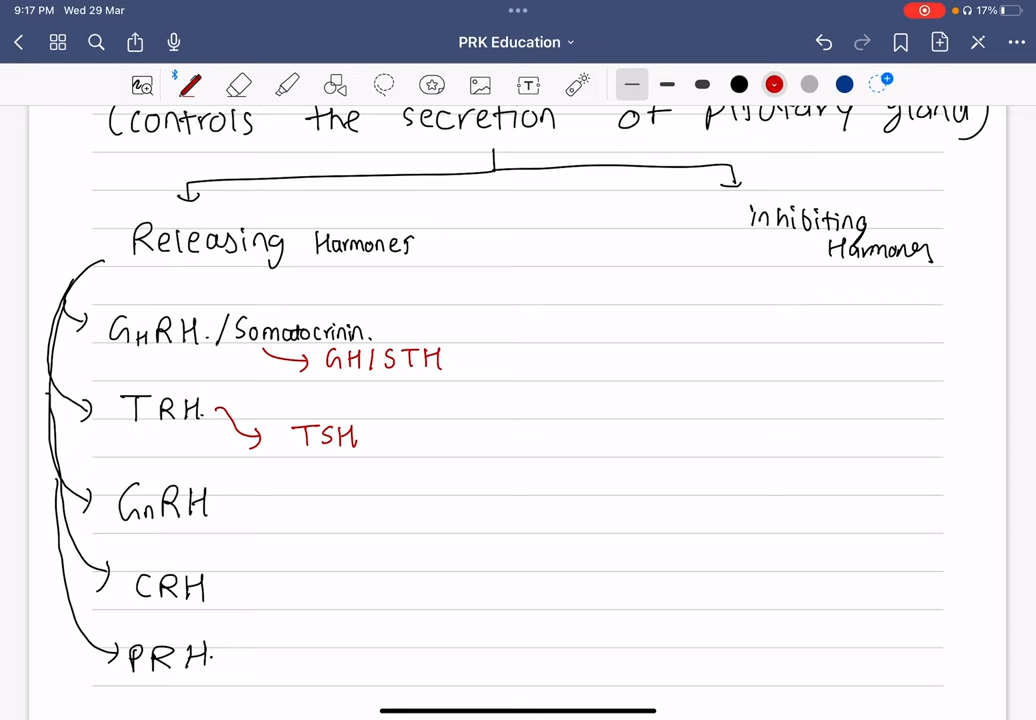 9:17 PM Wed 29 Mar
17%
PRK Education
T
(controls the secretion of Pitutary gland)
Releasing Harmones
inhibiting
Harmones
GHRH. / Somatocrinin.
GH/STH
TRH.
TSH
GnRH
CRH
PRH.